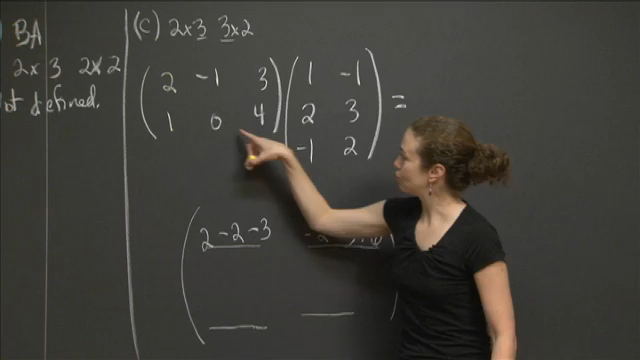 BA
2x3 2x2
not defined.
(C) 2x3 3x2
( 2 -1 3 ) ( 1 -1 ) =
1 0 4 2 3
-1 2
( 2-2-3